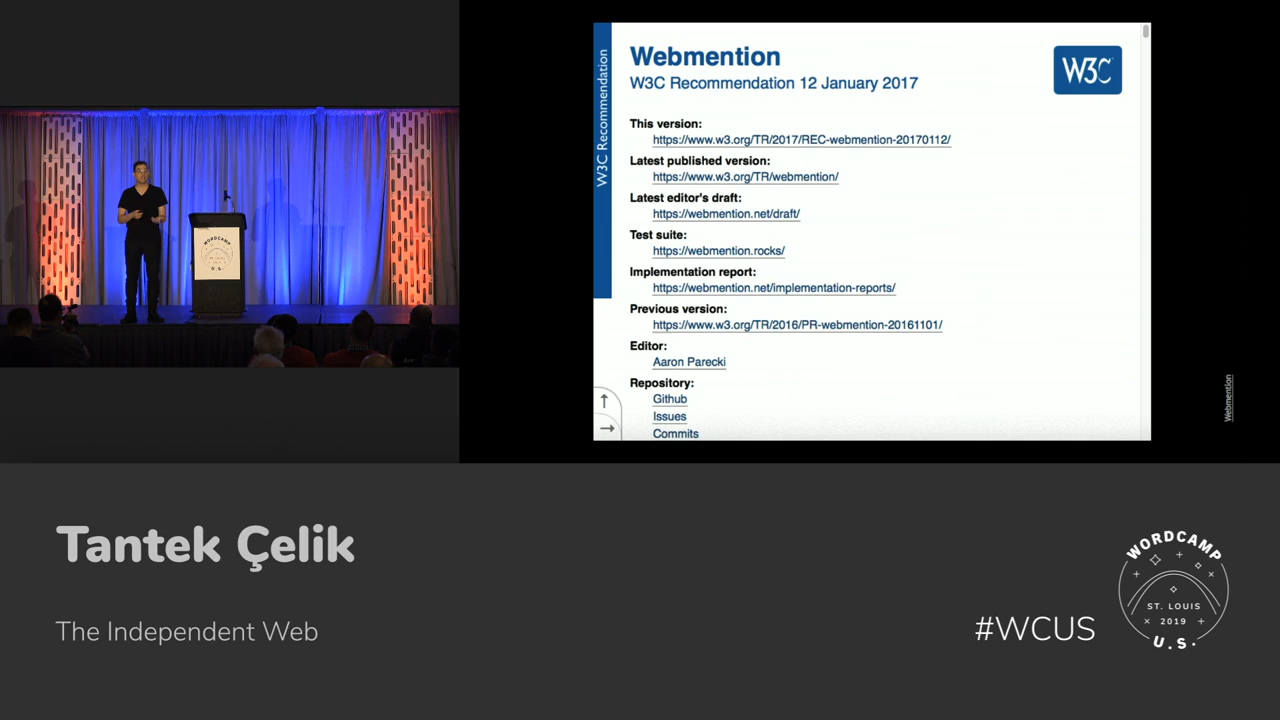 WORDCAMP
U.S.
W3C Recommendation
Webmention
W3C Recommendation 12 January 2017
W3C
This version:
https://www.w3.org/TR/2017/REC-webmention-20170112/
Latest published version:
https://www.w3.org/TR/webmention/
Latest editor's draft:
https://webmention.net/draft/
Test suite:
https://webmention.rocks/
Implementation report:
https://webmention.net/implementation-reports/
Previous version:
https://www.w3.org/TR/2016/PR-webmention-20161101/
Editor:
Aaron Parecki
Repository:
Github
Issues
Commits
↑
→
Webmention
Tantek Çelik
The Independent Web
#WCUS
WORDCAMP
ST. LOUIS
2019
U.S.